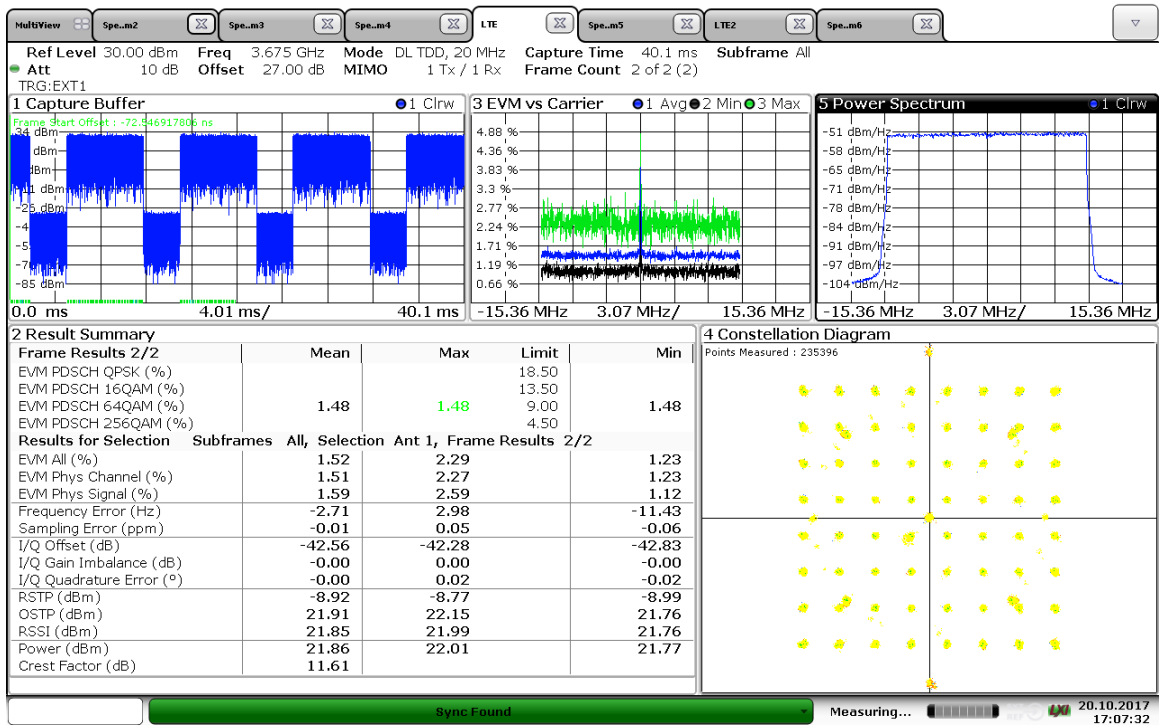 MultiView Spe..m2 Spe..m3 Spe..m4 LTE Spe..m5 LTE2 Spe..m6
Ref Level 30.00 dBm Freq 3.675 GHz Mode DL TDD, 20 MHz Capture Time 40.1 ms Subframe All
Att 10 dB Offset 27.00 dB MIMO 1 Tx / 1 Rx Frame Count 2 of 2 (2)
TRG:EXT1
1 Capture Buffer 1 Clrw
Frame Start Offset : -72.546917806 ns
34 dBm
dBm
dBm
dBm
-25 dBm
-85 dBm
0.0 ms 4.01 ms/ 40.1 ms
3 EVM vs Carrier 1 Avg 2 Min 3 Max
4.88 %
4.36 %
3.83 %
3.3 %
2.77 %
2.24 %
1.71 %
1.19 %
0.66 %
-15.36 MHz 3.07 MHz/ 15.36 MHz
5 Power Spectrum 1 Clrw
-51 dBm/Hz
-58 dBm/Hz
-65 dBm/Hz
-71 dBm/Hz
-78 dBm/Hz
-84 dBm/Hz
-91 dBm/Hz
-97 dBm/Hz
-104 dBm/Hz
-15.36 MHz 3.07 MHz/ 15.36 MHz
2 Result Summary
Frame Results 2/2 Mean Max Limit Min
EVM PDSCH QPSK (%) 18.50
EVM PDSCH 16QAM (%) 13.50
EVM PDSCH 64QAM (%) 1.48 1.48 9.00 1.48
EVM PDSCH 256QAM (%) 4.50
Results for Selection Subframes All, Selection Ant 1, Frame Results 2/2
EVM All (%) 1.52 2.29 1.23
EVM Phys Channel (%) 1.51 2.27 1.23
EVM Phys Signal (%) 1.59 2.59 1.12
Frequency Error (Hz) -2.71 2.98 -11.43
Sampling Error (ppm) -0.01 0.05 -0.06
I/Q Offset (dB) -42.56 -42.28 -42.83
I/Q Gain Imbalance (dB) -0.00 0.00 -0.00
I/Q Quadrature Error (°) -0.00 0.02 -0.02
RSTP (dBm) -8.92 -8.77 -8.99
OSTP (dBm) 21.91 22.15 21.76
RSSI (dBm) 21.85 21.99 21.76
Power (dBm) 21.86 22.01 21.77
Crest Factor (dB) 11.61
4 Constellation Diagram
Points Measured : 235396
Sync Found
Measuring...
REF
LXI
20.10.2017
17:07:32